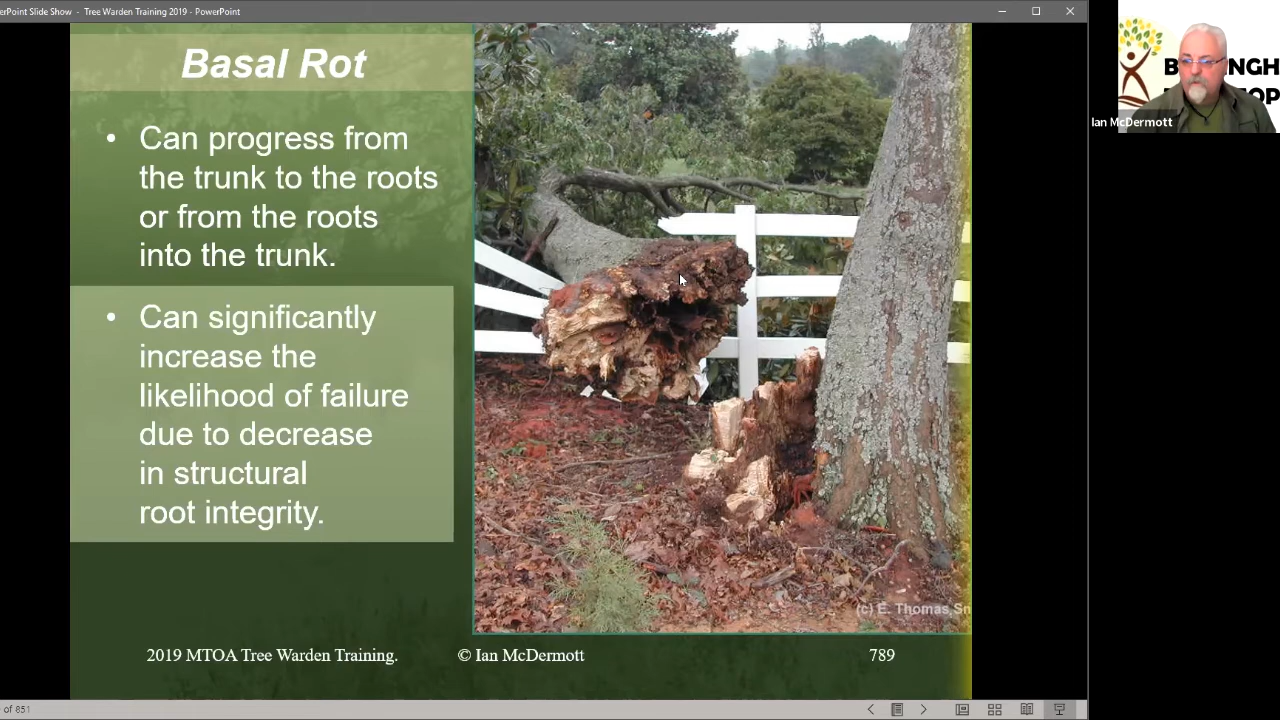 PowerPoint Slide Show - Tree Warden Training 2019 - PowerPoint
Basal Rot
• Can progress from
the trunk to the roots
or from the roots
into the trunk.
• Can significantly
increase the
likelihood of failure
due to decrease
in structural
root integrity.
(c) E. Thomas Sm
2019 MTOA Tree Warden Training.
© Ian McDermott
789
of 851
Ian McDermott